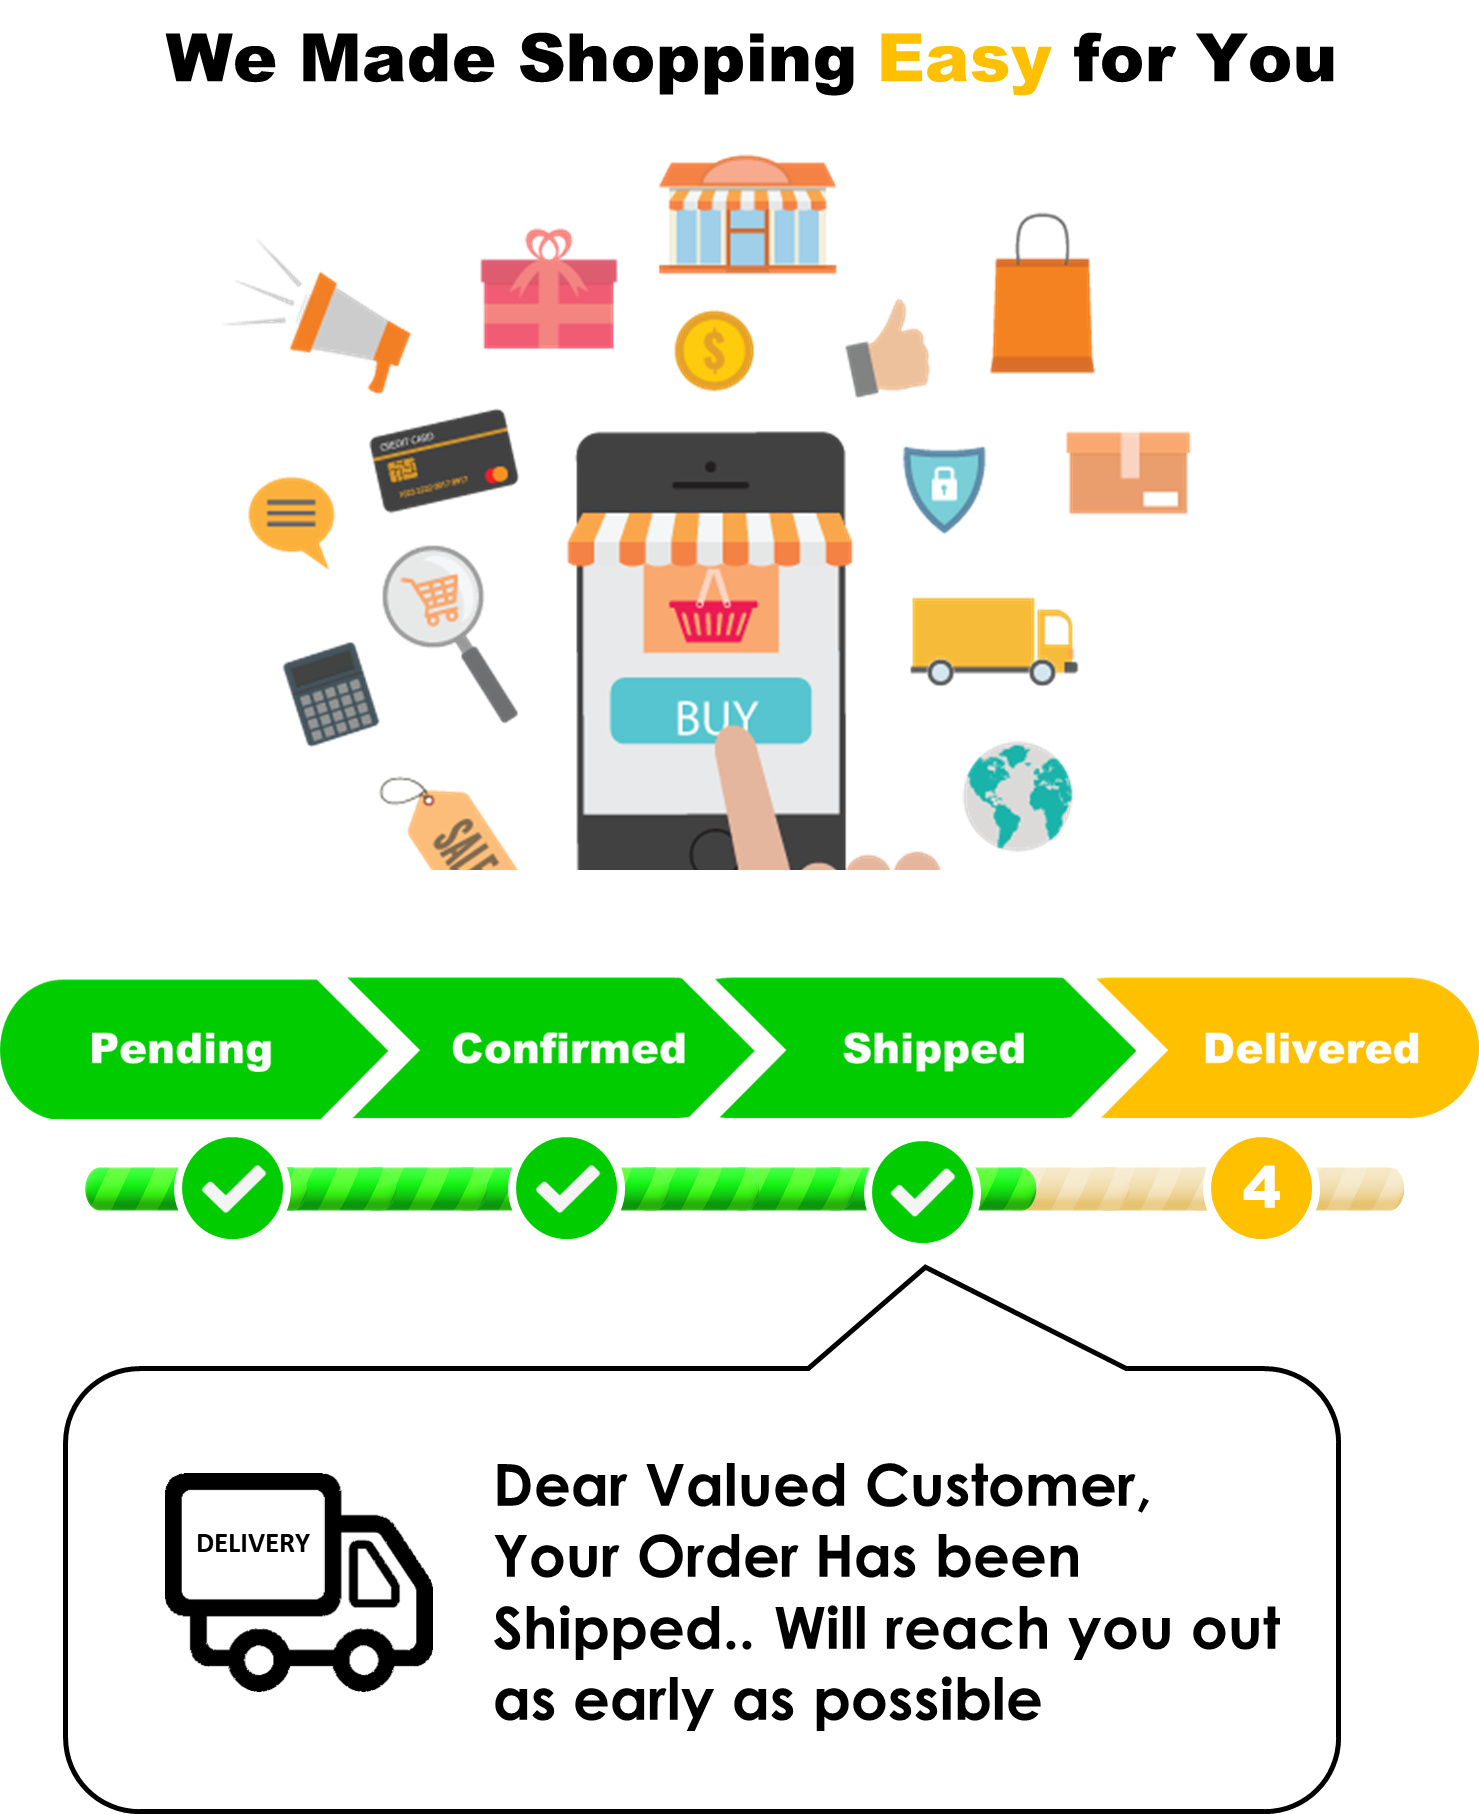 We Made Shopping Easy for You
$
CREDIT CARD
BUY
SALE
Pending
Confirmed
Shipped
Delivered
4
DELIVERY
Dear Valued Customer,
Your Order Has been
Shipped.. Will reach you out
as early as possible